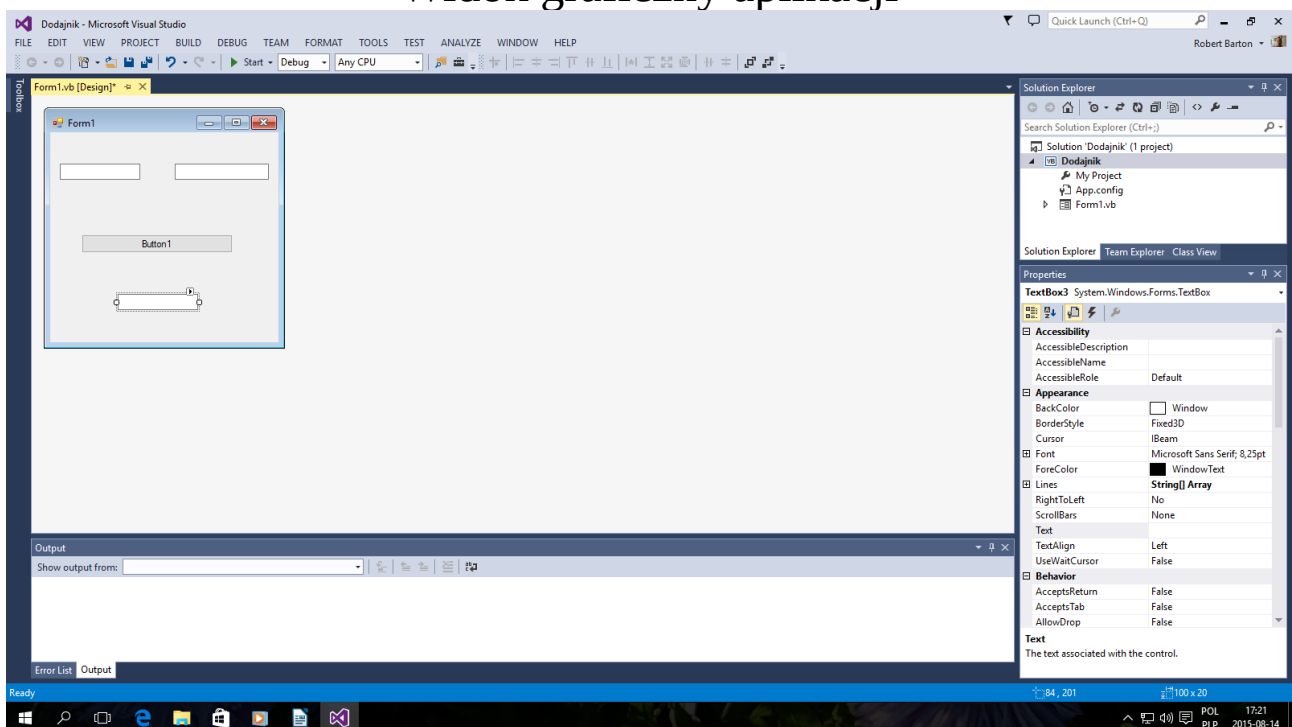 Widok graficzny aplikacji
Dodajnik - Microsoft Visual Studio
Quick Launch (Ctrl+Q)
FILE EDIT VIEW PROJECT BUILD DEBUG TEAM FORMAT TOOLS TEST ANALYZE WINDOW HELP
Robert Barton
Start Debug Any CPU
Toolbox
Form1.vb [Design]*
Form1
Button1
Solution Explorer
Search Solution Explorer (Ctrl+;)
Solution 'Dodajnik' (1 project)
VB Dodajnik
My Project
App.config
Form1.vb
Solution Explorer Team Explorer Class View
Properties
TextBox3 System.Windows.Forms.TextBox
Accessibility
AccessibleDescription
AccessibleName
AccessibleRole Default
Appearance
BackColor Window
BorderStyle Fixed3D
Cursor IBeam
Font Microsoft Sans Serif; 8,25pt
ForeColor WindowText
Lines String[] Array
RightToLeft No
ScrollBars None
Text
TextAlign Left
UseWaitCursor False
Behavior
AcceptsReturn False
AcceptsTab False
AllowDrop False
Text
The text associated with the control.
Output
Show output from:
Error List Output
Ready
84 , 201
100 x 20
POL
PLP
17:21
2015-08-14